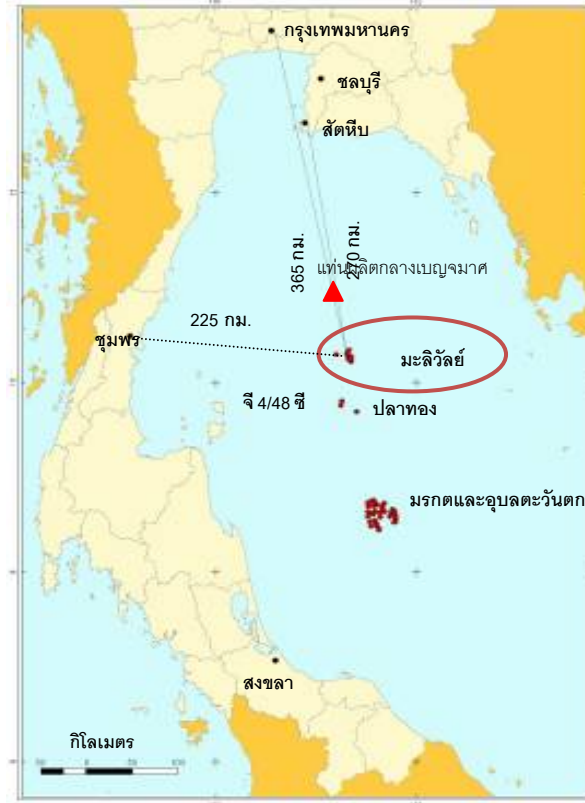 กรุงเทพมหานคร
ชลบุรี
สัตหีบ
365 กม.
270 กม.
แท่นผลิตกลางเบญจมาศ
225 กม.
ชุมพร
มะลิวัลย์
จี 4/48 ซี
ปลาทอง
มรกตและอุบลตะวันตก
สงขลา
กิโลเมตร